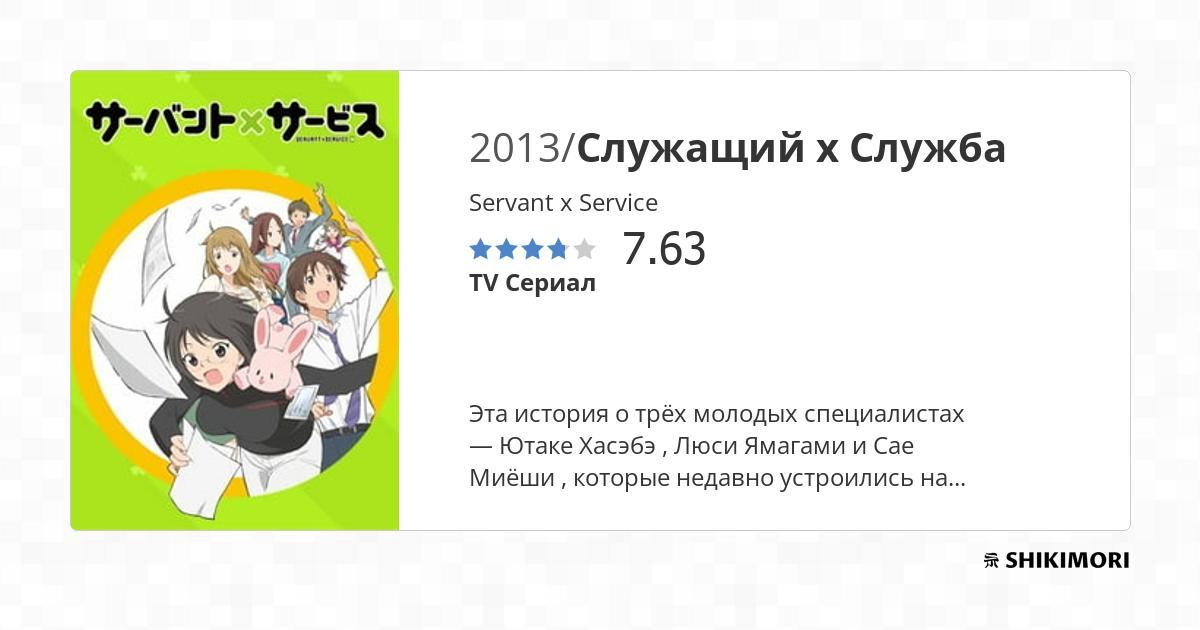 サーバント×サービス
SERVANT×SERVICE
2013/Служащий x Служба
Servant x Service
7.63
TV Сериал
Эта история о трёх молодых специалистах
— Ютаке Хасэбэ , Люси Ямагами и Сае
Миёши , которые недавно устроились на...
SHIKIMORI